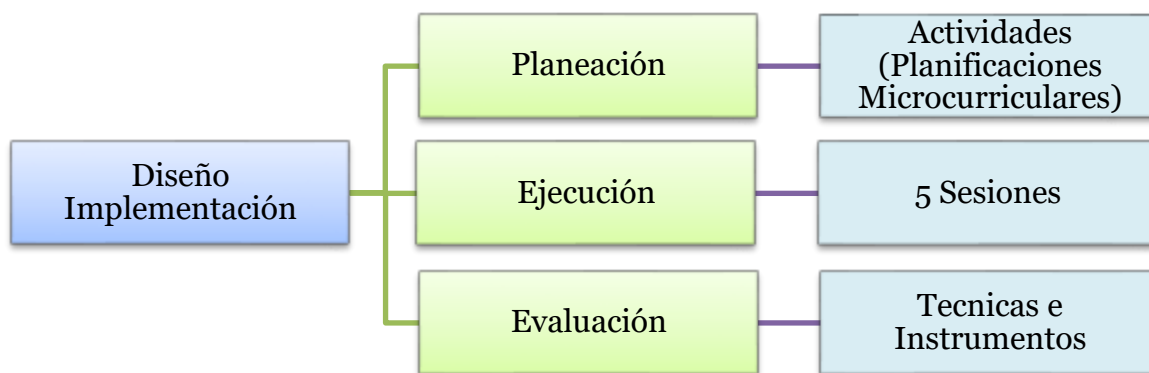 Diseño
Implementación
Planeación
Actividades
(Planificaciones
Microcurriculares)
Ejecución
5 Sesiones
Evaluación
Tecnicas e
Instrumentos